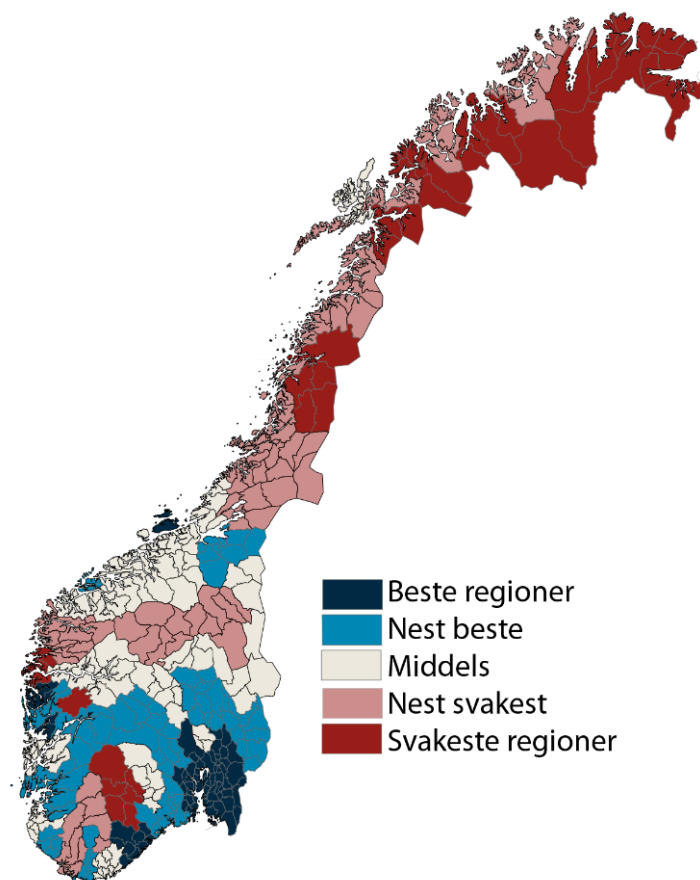 Beste regioner
Nest beste
Middels
Nest svakest
Svakeste regioner